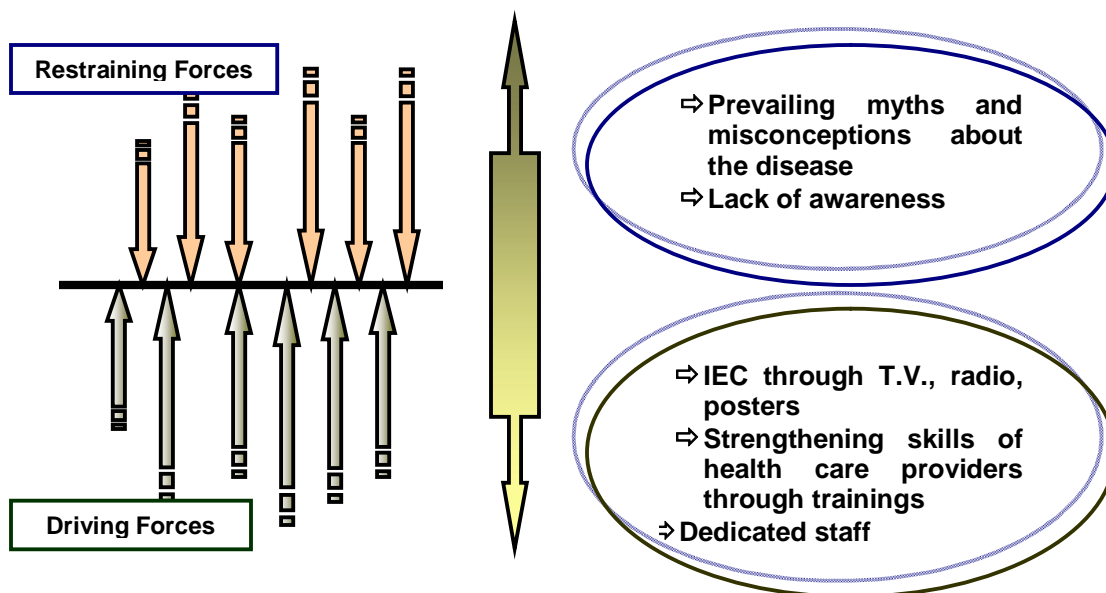 Restraining Forces
⇨ Prevailing myths and
misconceptions about
the disease
⇨ Lack of awareness
⇨ IEC through T.V., radio,
posters
⇨ Strengthening skills of
health care providers
through trainings
⇨ Dedicated staff
Driving Forces